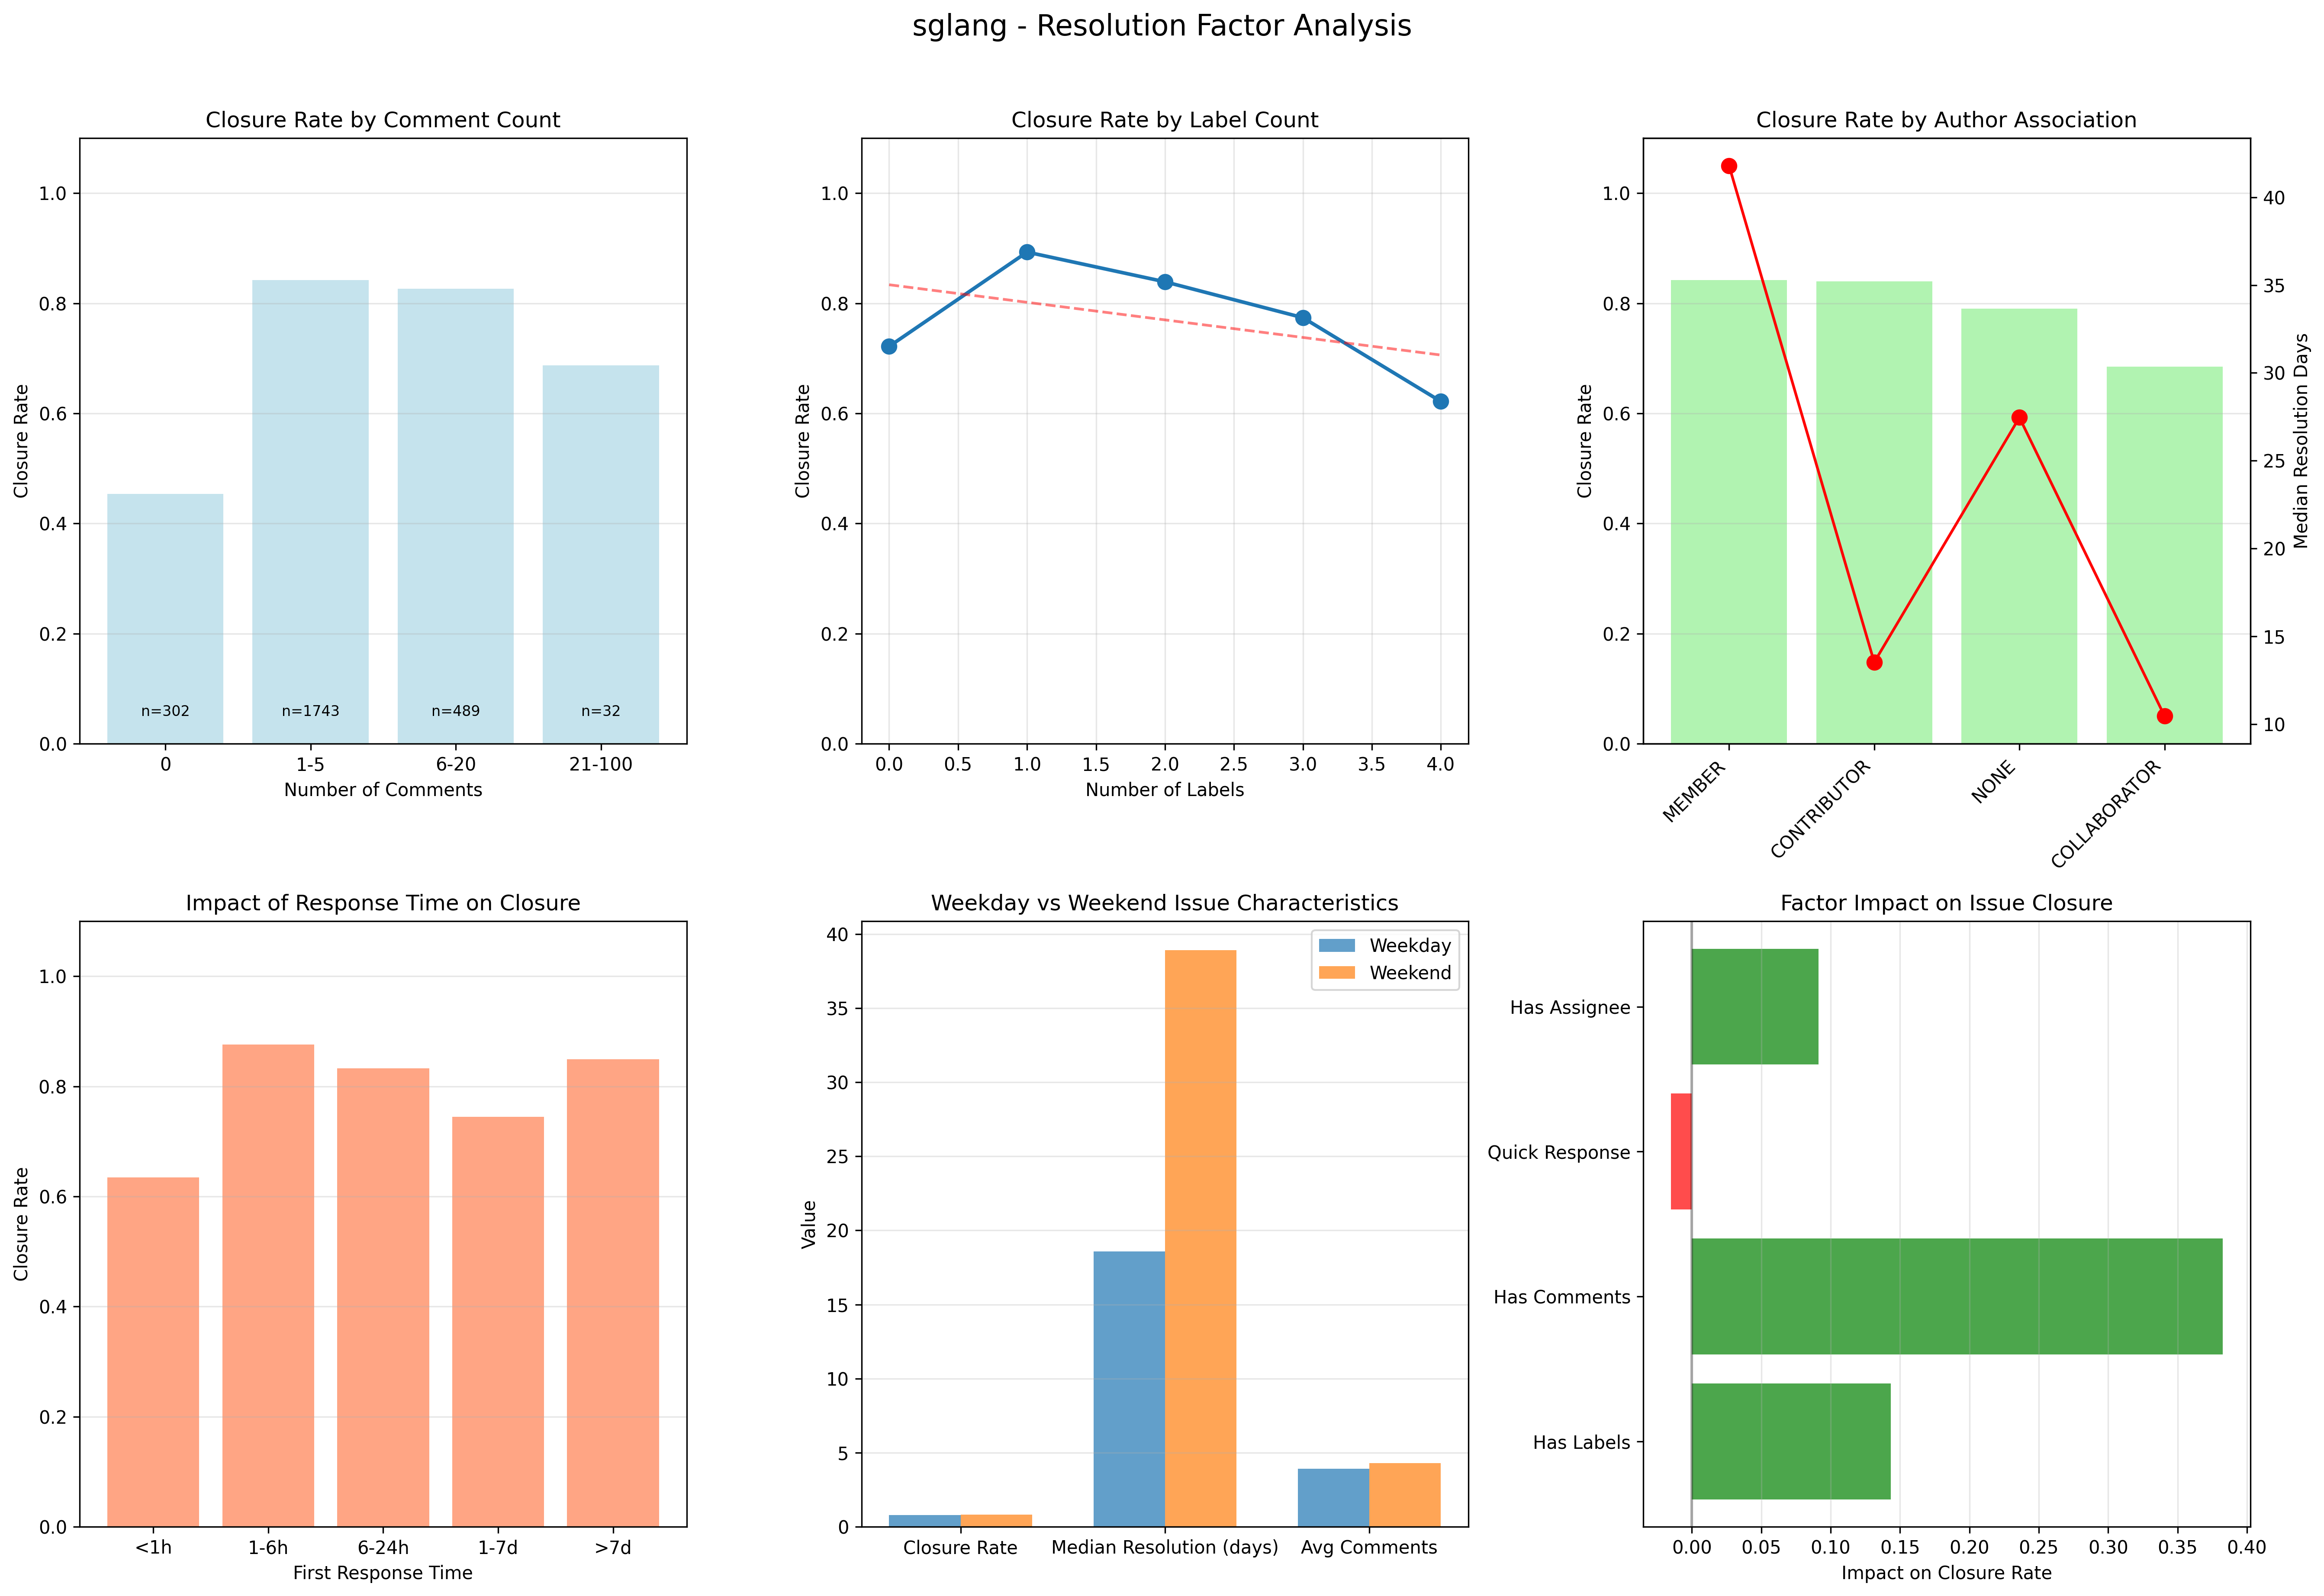 sglang - Resolution Factor Analysis
Closure Rate by Comment Count
1.0
0.8
0.6
0.4
0.2
0.0
Closure Rate
n=302
n=1743
n=489
n=32
0
1-5
6-20
21-100
Number of Comments
Closure Rate by Label Count
1.0
0.8
0.6
0.4
0.2
0.0
Closure Rate
0.0
0.5
1.0
1.5
2.0
2.5
3.0
3.5
4.0
Number of Labels
Closure Rate by Author Association
1.0
0.8
0.6
0.4
0.2
0.0
Closure Rate
40
35
30
25
20
15
10
Median Resolution Days
MEMBER
CONTRIBUTOR
NONE
COLLABORATOR
Impact of Response Time on Closure
1.0
0.8
0.6
0.4
0.2
0.0
Closure Rate
<1h
1-6h
6-24h
1-7d
>7d
First Response Time
Weekday vs Weekend Issue Characteristics
Weekday
Weekend
40
35
30
25
20
15
10
5
0
Value
Closure Rate
Median Resolution (days)
Avg Comments
Factor Impact on Issue Closure
Has Assignee
Quick Response
Has Comments
Has Labels
0.00
0.05
0.10
0.15
0.20
0.25
0.30
0.35
0.40
Impact on Closure Rate